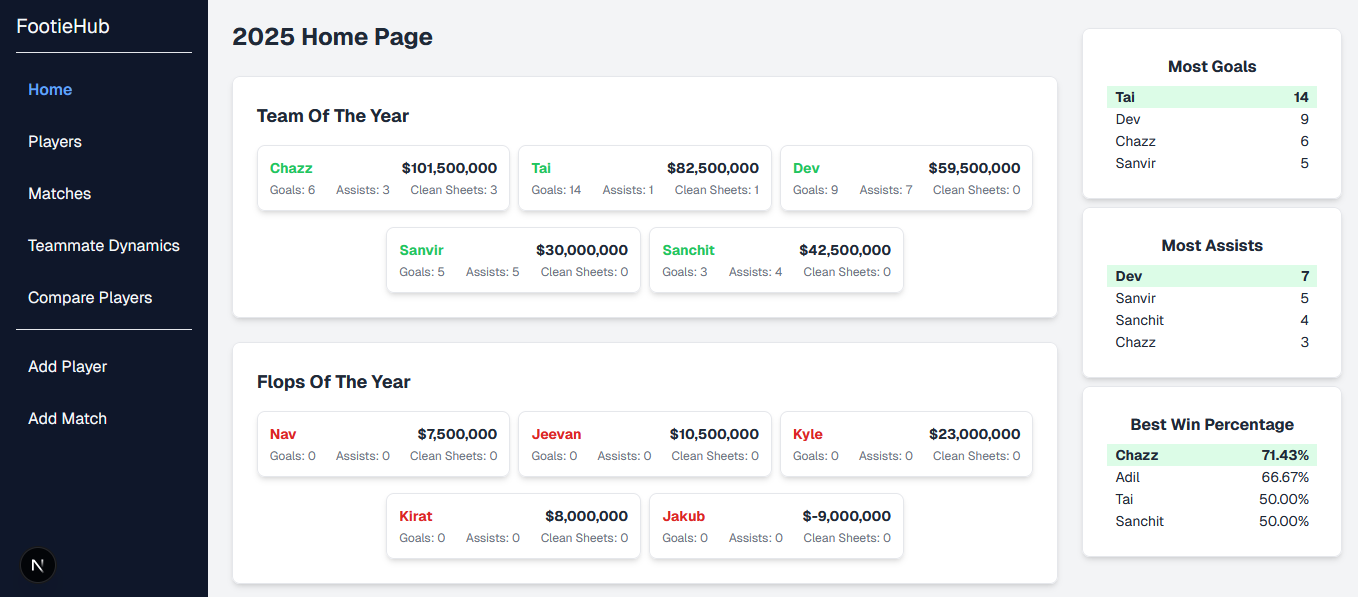 FootieHub
Home
Players
Matches
Teammate Dynamics
Compare Players
Add Player
Add Match
N
2025 Home Page
Team Of The Year
Chazz $101,500,000
Goals: 6 Assists: 3 Clean Sheets: 3
Tai $82,500,000
Goals: 14 Assists: 1 Clean Sheets: 1
Dev $59,500,000
Goals: 9 Assists: 7 Clean Sheets: 0
Sanvir $30,000,000
Goals: 5 Assists: 5 Clean Sheets: 0
Sanchit $42,500,000
Goals: 3 Assists: 4 Clean Sheets: 0
Flops Of The Year
Nav $7,500,000
Goals: 0 Assists: 0 Clean Sheets: 0
Jeevan $10,500,000
Goals: 0 Assists: 0 Clean Sheets: 0
Kyle $23,000,000
Goals: 0 Assists: 0 Clean Sheets: 0
Kirat $8,000,000
Goals: 0 Assists: 0 Clean Sheets: 0
Jakub $-9,000,000
Goals: 0 Assists: 0 Clean Sheets: 0
Most Goals
Tai 14
Dev 9
Chazz 6
Sanvir 5
Most Assists
Dev 7
Sanvir 5
Sanchit 4
Chazz 3
Best Win Percentage
Chazz 71.43%
Adil 66.67%
Tai 50.00%
Sanchit 50.00%